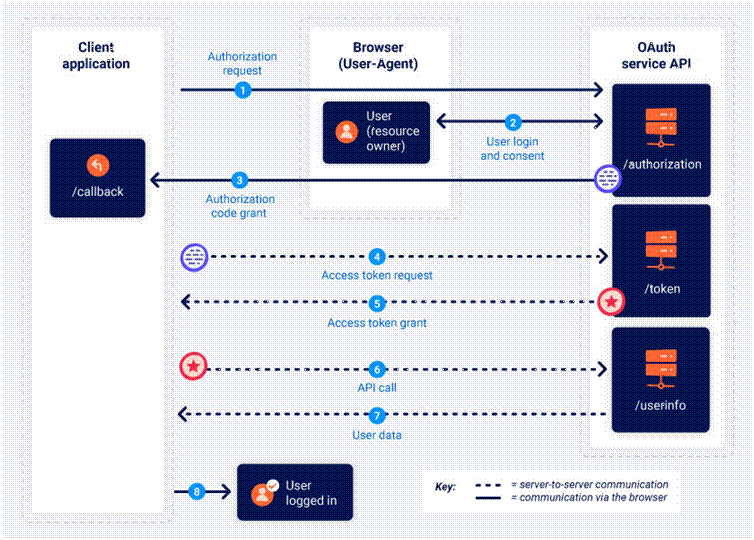 Client
application
Browser
(User-Agent)
OAuth
service API
Authorization
request
1
User
(resource
owner)
2
User login
and consent
/authorization
/callback
3
Authorization
code grant
4
Access token request
/token
5
Access token grant
6
API call
/userinfo
7
User data
8
User
logged in
Key:
= server-to-server communication
= communication via the browser